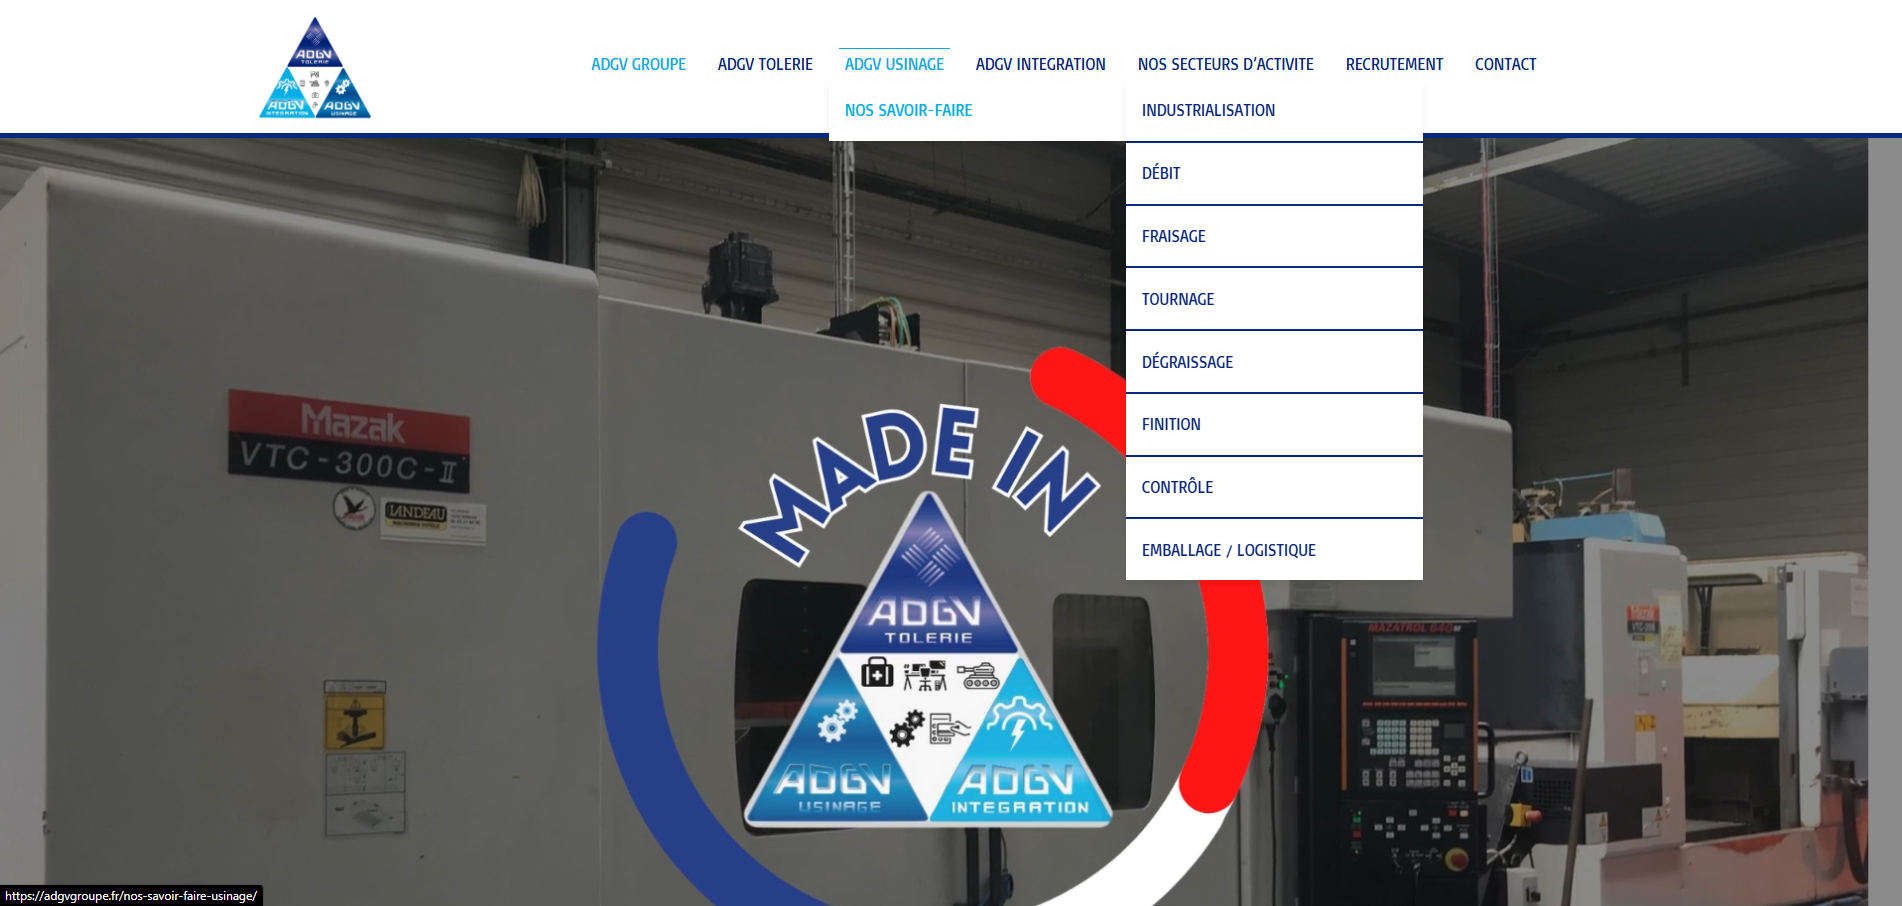 ADGV
TOLERIE
ADGV
INTEGRATION
ADGV
USINAGE
ADGV GROUPE
ADGV TOLERIE
ADGV USINAGE
ADGV INTEGRATION
NOS SECTEURS D’ACTIVITE
RECRUTEMENT
CONTACT
NOS SAVOIR-FAIRE
INDUSTRIALISATION
DÉBIT
FRAISAGE
TOURNAGE
DÉGRAISSAGE
FINITION
CONTRÔLE
EMBALLAGE / LOGISTIQUE
Mazak
VTC-300C-II
LANDEAU
MADE IN
ADGV
TOLERIE
ADGV
USINAGE
ADGV
INTEGRATION
MAZATROL 640M
https://adgvgroupe.fr/nos-savoir-faire-usinage/